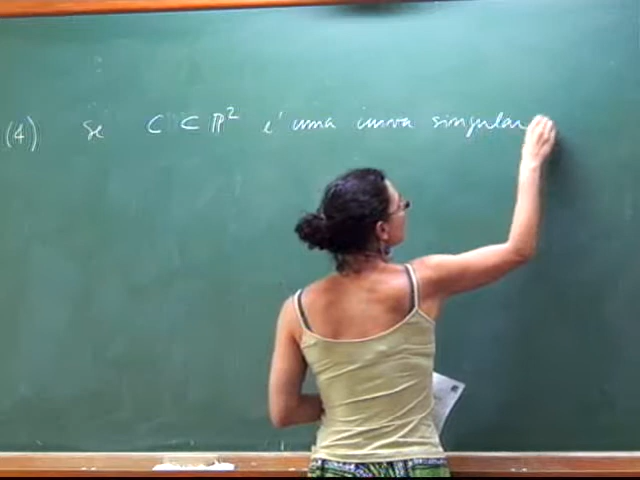 (4) Se C ⊂ ℙ² é uma curva singular